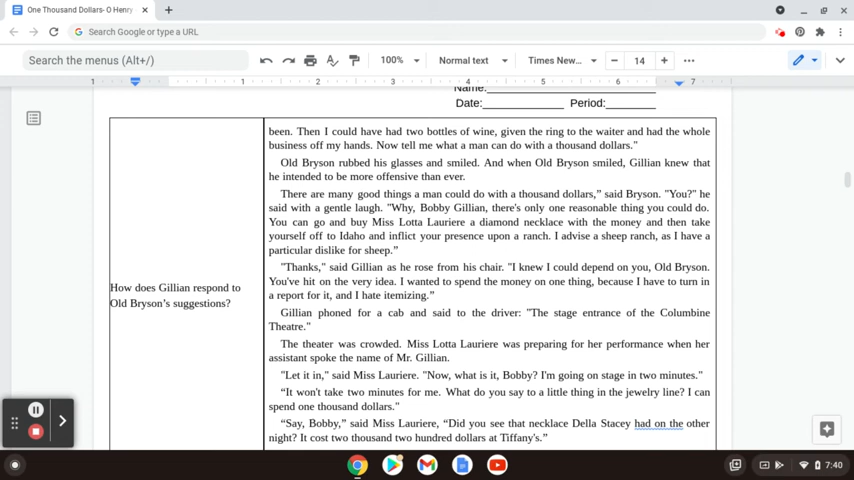 One Thousand Dollars- O Henry
Search Google or type a URL
Search the menus (Alt+/)
100%
Normal text
Times New...
14
1 1 2 3 4 5 6 7
Name:
Date: Period:
been. Then I could have had two bottles of wine, given the ring to the waiter and had the whole
business off my hands. Now tell me what a man can do with a thousand dollars."
Old Bryson rubbed his glasses and smiled. And when Old Bryson smiled, Gillian knew that
he intended to be more offensive than ever.
There are many good things a man could do with a thousand dollars,” said Bryson. "You?" he
said with a gentle laugh. "Why, Bobby Gillian, there's only one reasonable thing you could do.
You can go and buy Miss Lotta Lauriere a diamond necklace with the money and then take
yourself off to Idaho and inflict your presence upon a ranch. I advise a sheep ranch, as I have a
particular dislike for sheep.”
"Thanks," said Gillian as he rose from his chair. "I knew I could depend on you, Old Bryson.
You've hit on the very idea. I wanted to spend the money on one thing, because I have to turn in
a report for it, and I hate itemizing.”
Gillian phoned for a cab and said to the driver: "The stage entrance of the Columbine
Theatre."
The theater was crowded. Miss Lotta Lauriere was preparing for her performance when her
assistant spoke the name of Mr. Gillian.
"Let it in," said Miss Lauriere. "Now, what is it, Bobby? I'm going on stage in two minutes."
“It won't take two minutes for me. What do you say to a little thing in the jewelry line? I can
spend one thousand dollars."
“Say, Bobby,” said Miss Lauriere, “Did you see that necklace Della Stacey had on the other
night? It cost two thousand two hundred dollars at Tiffany's.”
How does Gillian respond to
Old Bryson’s suggestions?
7:40